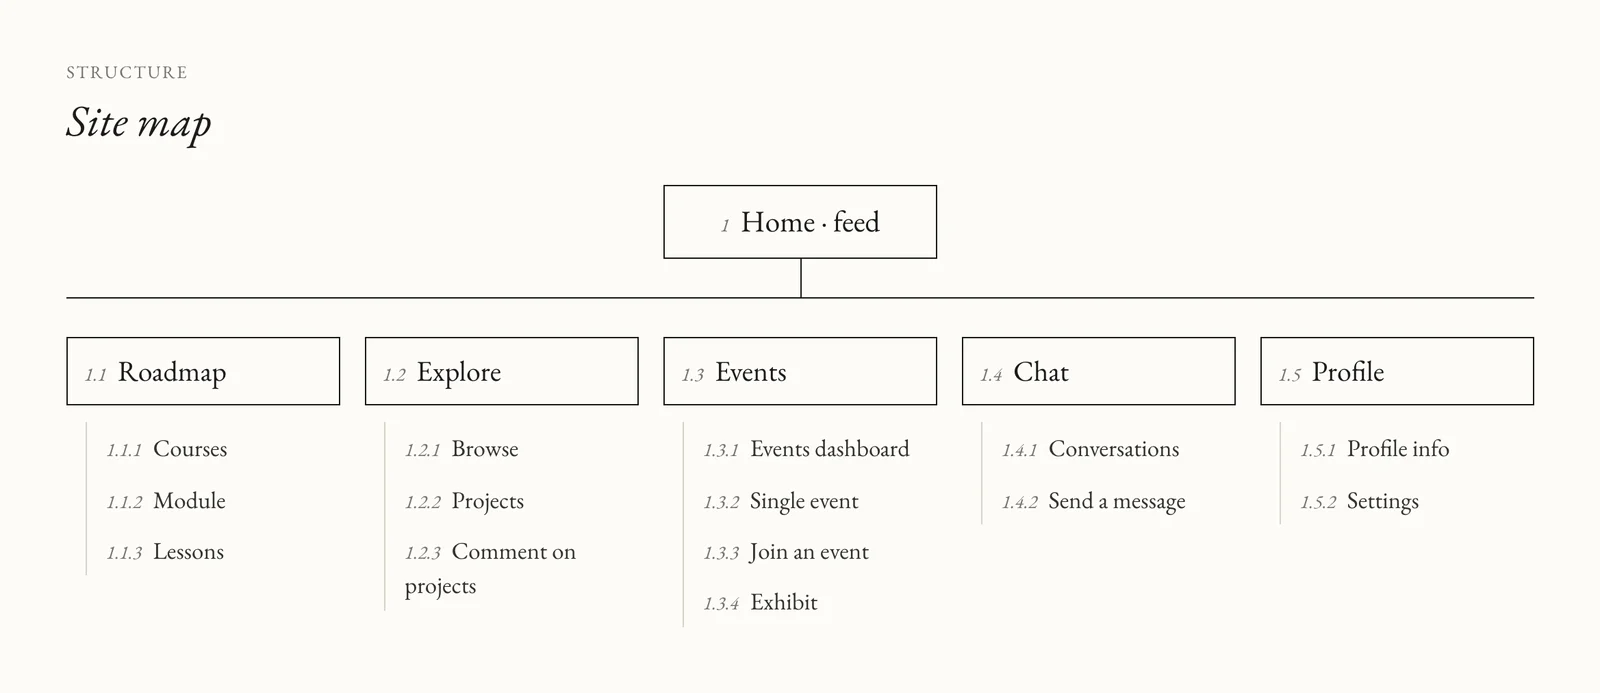 STRUCTURE
Site map
1 Home · feed
1.1 Roadmap
1.1.1 Courses
1.1.2 Module
1.1.3 Lessons
1.2 Explore
1.2.1 Browse
1.2.2 Projects
1.2.3 Comment on
projects
1.3 Events
1.3.1 Events dashboard
1.3.2 Single event
1.3.3 Join an event
1.3.4 Exhibit
1.4 Chat
1.4.1 Conversations
1.4.2 Send a message
1.5 Profile
1.5.1 Profile info
1.5.2 Settings